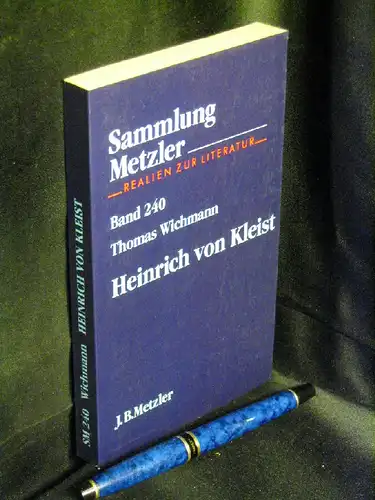 Sammlung
Metzler
REALIEN ZUR LITERATUR
Band 240
Thomas Wichmann
Heinrich von Kleist
J.B.Metzler
SM 240 Wichmann HEINRICH VON KLEIST